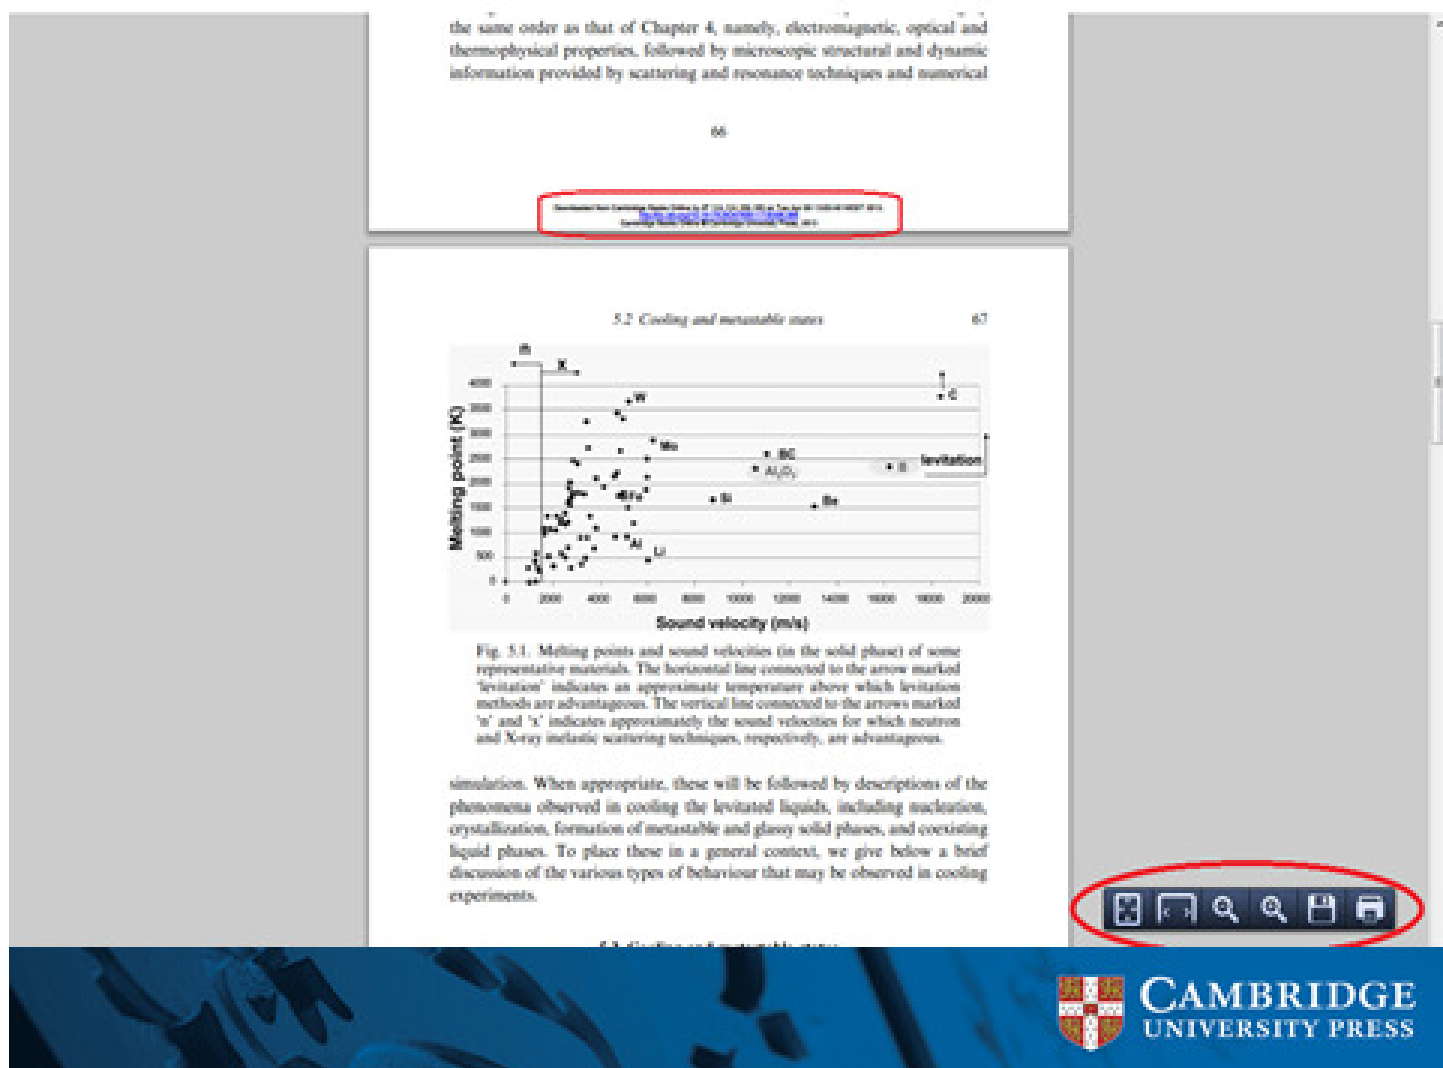 the same order as that of Chapter 4, namely, electromagnetic, optical and
thermophysical properties, followed by microscopic structural and dynamic
information provided by scattering and resonance techniques and numerical
66
5.2 Cooling and metastable states
67
n
X
4000
3500
3000
2500
2000
1500
1000
500
0
W
Mo
Fe
Al
Li
BC
Al2O3
Si
Be
B
C
levitation
Melting point (K)
0 2000 4000 6000 8000 10000 12000 14000 16000 18000 20000
Sound velocity (m/s)
Fig. 5.1. Melting points and sound velocities (in the solid phase) of some
representative materials. The horizontal line connected to the arrow marked
'levitation' indicates an approximate temperature above which levitation
methods are advantageous. The vertical line connected to the arrows marked
'n' and 'x' indicates approximately the sound velocities for which neutron
and X-ray inelastic scattering techniques, respectively, are advantageous.
simulation. When appropriate, these will be followed by descriptions of the
phenomena observed in cooling the levitated liquids, including nucleation,
crystallization, formation of metastable and glassy solid phases, and coexisting
liquid phases. To place these in a general context, we give below a brief
discussion of the various types of behaviour that may be observed in cooling
experiments.
Cooling and metastable states
CAMBRIDGE
UNIVERSITY PRESS